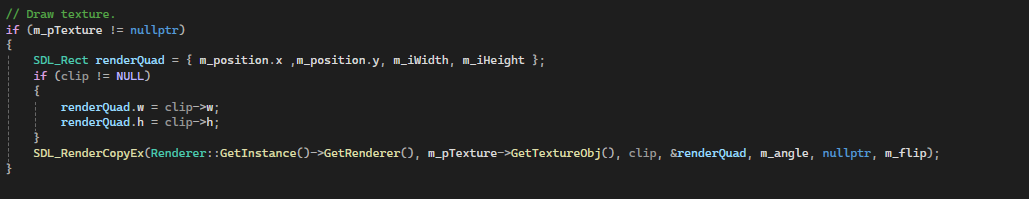 // Draw texture.
if (m_pTexture != nullptr)
{
    SDL_Rect renderQuad = { m_position.x ,m_position.y, m_iWidth, m_iHeight };
    if (clip != NULL)
    {
        renderQuad.w = clip->w;
        renderQuad.h = clip->h;
    }
    SDL_RenderCopyEx(Renderer::GetInstance()->GetRenderer(), m_pTexture->GetTextureObj(), clip, &renderQuad, m_angle, nullptr, m_flip);
}